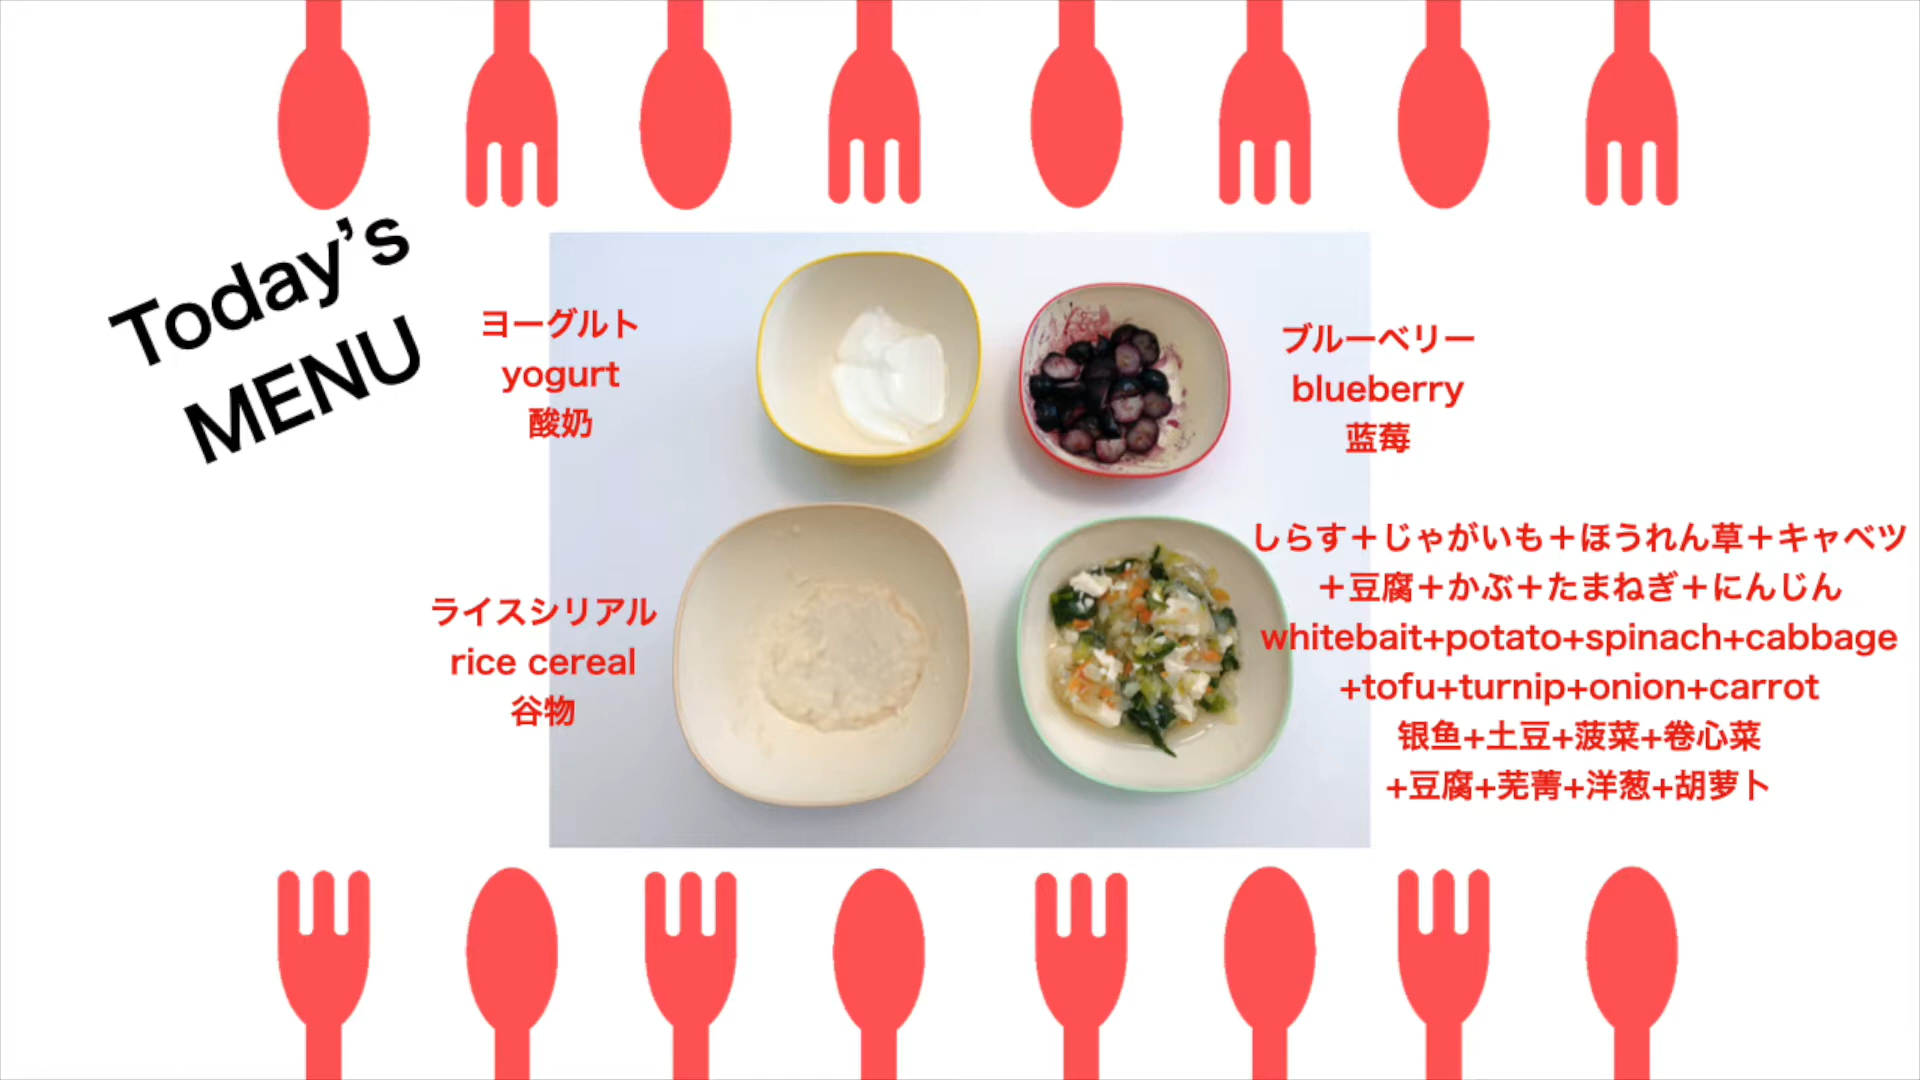 Today's
MENU
ヨーグルト
yogurt
酸奶
ブルーベリー
blueberry
蓝莓
ライスシリアル
rice cereal
谷物
しらす＋じゃがいも＋ほうれん草＋キャベツ
＋豆腐＋かぶ＋たまねぎ＋にんじん
whitebait+potato+spinach+cabbage
+tofu+turnip+onion+carrot
银鱼+土豆+菠菜+卷心菜
+豆腐+芜菁+洋葱+胡萝卜